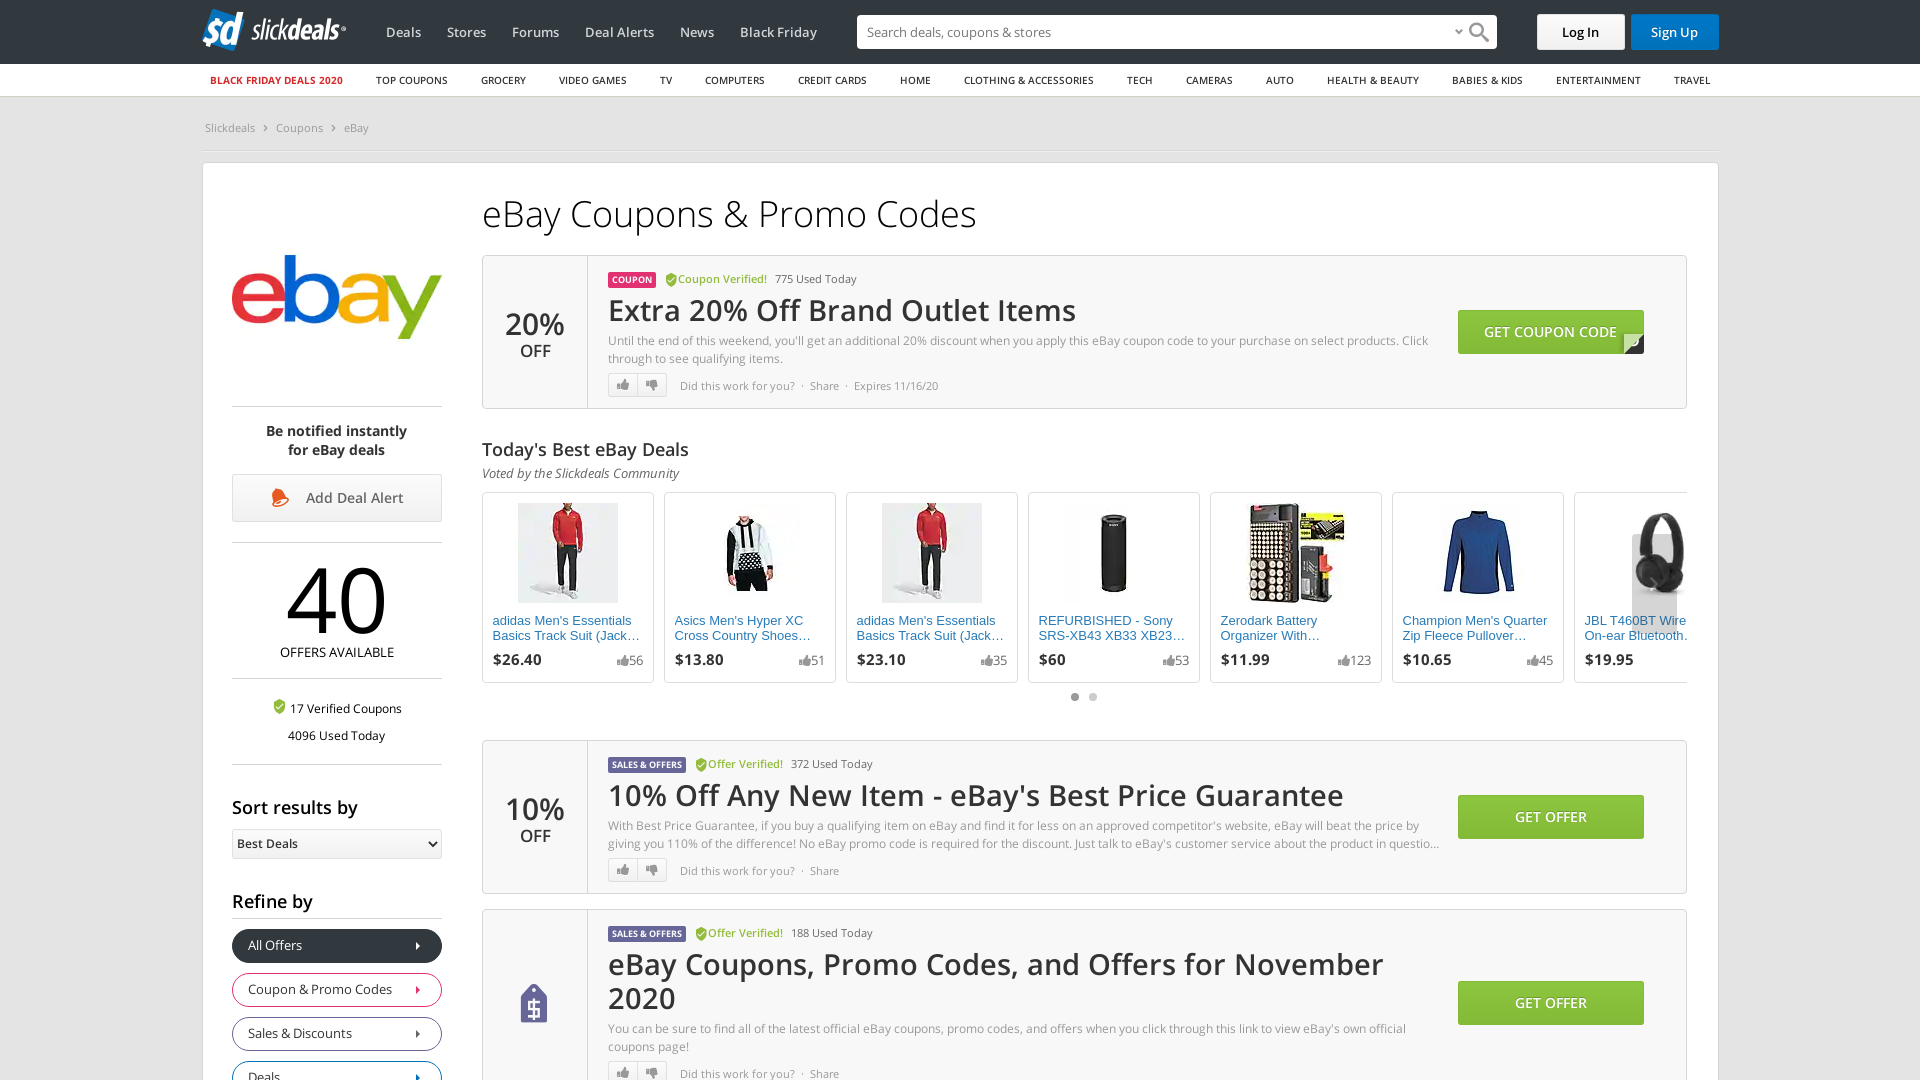 sd slickdeals
Deals
Stores
Forums
Deal Alerts
News
Black Friday
Search deals, coupons & stores
Log In
Sign Up
BLACK FRIDAY DEALS 2020
TOP COUPONS
GROCERY
VIDEO GAMES
TV
COMPUTERS
CREDIT CARDS
HOME
CLOTHING & ACCESSORIES
TECH
CAMERAS
AUTO
HEALTH & BEAUTY
BABIES & KIDS
ENTERTAINMENT
TRAVEL
Slickdeals › Coupons › eBay
ebay
Be notified instantly
for eBay deals
Add Deal Alert
40
OFFERS AVAILABLE
17 Verified Coupons
4096 Used Today
Sort results by
Best Deals
Refine by
All Offers
Coupon & Promo Codes
Sales & Discounts
Deals
eBay Coupons & Promo Codes
20%
OFF
COUPON Coupon Verified! 775 Used Today
Extra 20% Off Brand Outlet Items
Until the end of this weekend, you'll get an additional 20% discount when you apply this eBay coupon code to your purchase on select products. Click
through to see qualifying items.
Did this work for you? · Share · Expires 11/16/20
GET COUPON CODE
Today's Best eBay Deals
Voted by the Slickdeals Community
adidas Men's Essentials
Basics Track Suit (Jack…
$26.40 56
Asics Men's Hyper XC
Cross Country Shoes…
$13.80 51
adidas Men's Essentials
Basics Track Suit (Jack…
$23.10 35
REFURBISHED - Sony
SRS-XB43 XB33 XB23…
$60 53
Zerodark Battery
Organizer With…
$11.99 123
Champion Men's Quarter
Zip Fleece Pullover…
$10.65 45
JBL T460BT Wire
On-ear Bluetooth
$19.95
10%
OFF
SALES & OFFERS Offer Verified! 372 Used Today
10% Off Any New Item - eBay's Best Price Guarantee
With Best Price Guarantee, if you buy a qualifying item on eBay and find it for less on an approved competitor's website, eBay will beat the price by
giving you 110% of the difference! No eBay promo code is required for the discount. Just talk to eBay's customer service about the product in questio...
Did this work for you? · Share
GET OFFER
SALES & OFFERS Offer Verified! 188 Used Today
eBay Coupons, Promo Codes, and Offers for November
2020
You can be sure to find all of the latest official eBay coupons, promo codes, and offers when you click through this link to view eBay's own official
coupons page!
Did this work for you? · Share
GET OFFER